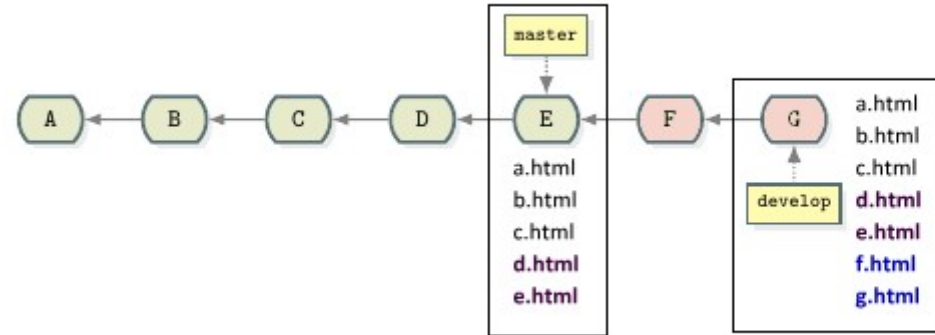 master
A
B
C
D
E
F
G
develop
a.html
b.html
c.html
d.html
e.html
a.html
b.html
c.html
d.html
e.html
f.html
g.html